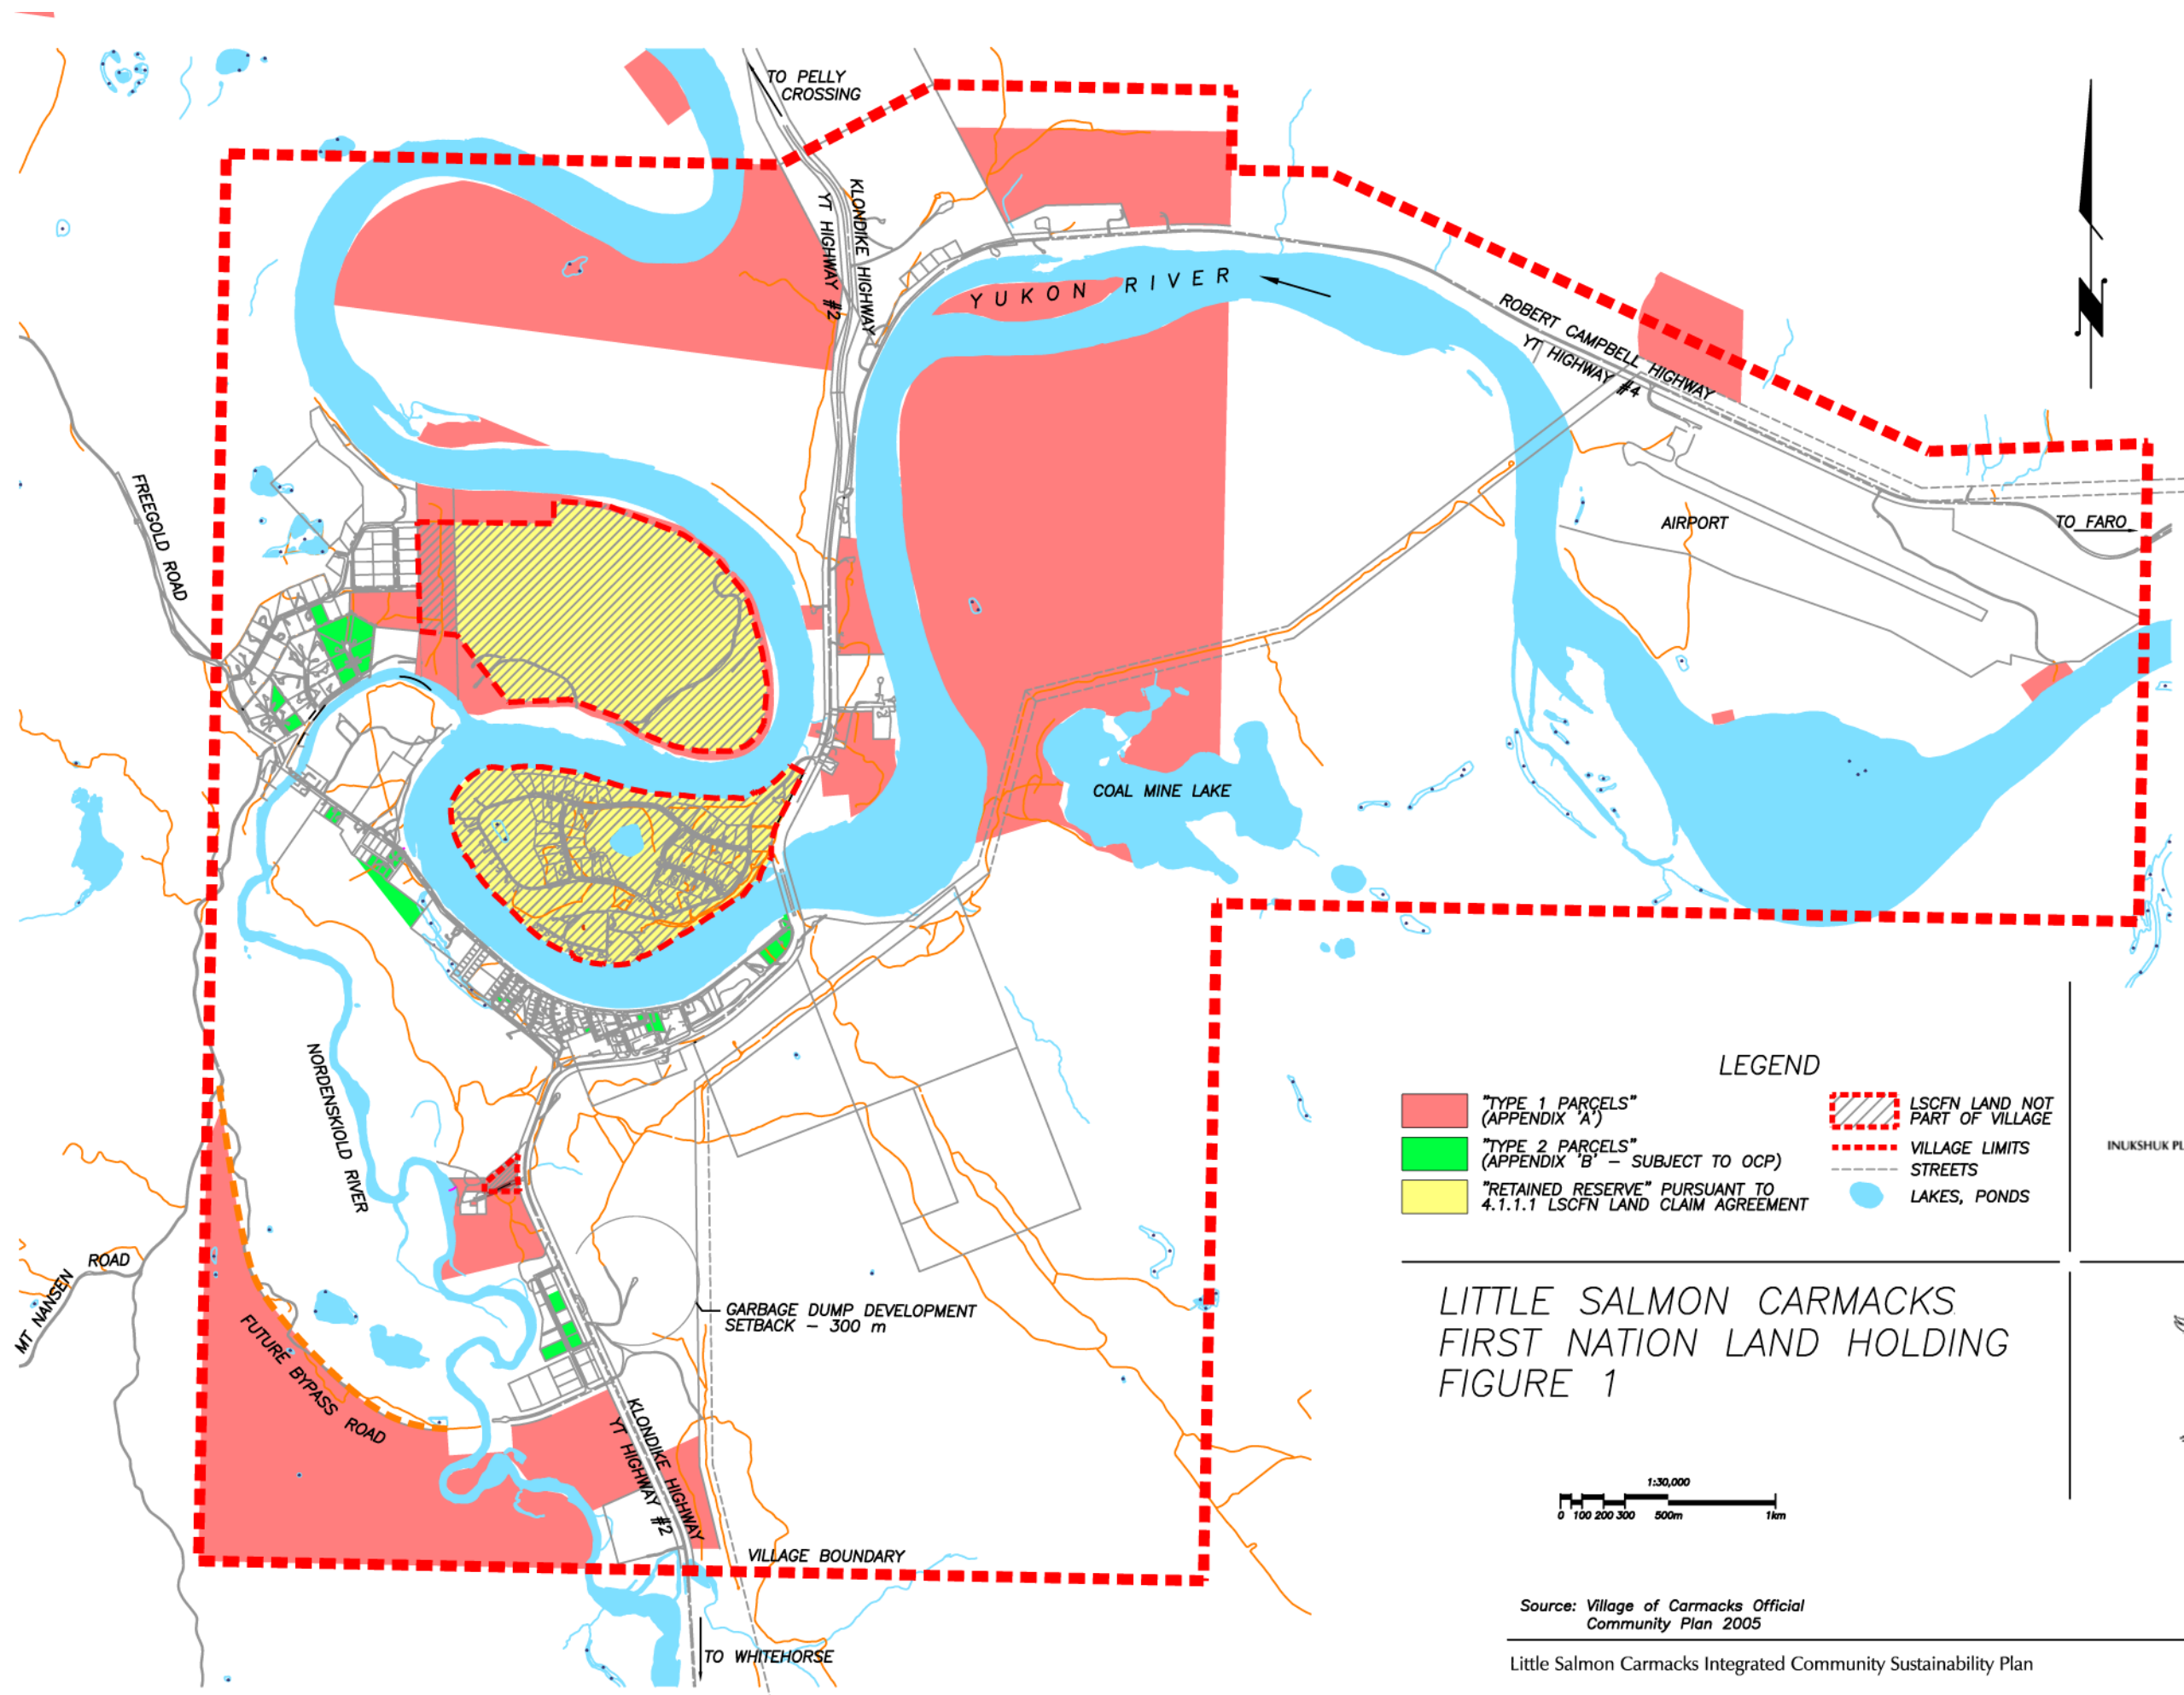 TO PELLY
CROSSING
KLONDIKE HIGHWAY
YT HIGHWAY #2
YUKON RIVER
ROBERT CAMPBELL HIGHWAY
YT HIGHWAY #4
N
FREEGOLD ROAD
AIRPORT
TO FARO
COAL MINE LAKE
NORDENSKIOLD RIVER
MT NANSEN ROAD
FUTURE BYPASS ROAD
GARBAGE DUMP DEVELOPMENT
SETBACK - 300 m
KLONDIKE HIGHWAY
YT HIGHWAY #2
VILLAGE BOUNDARY
TO WHITEHORSE
LEGEND
"TYPE 1 PARCELS"
(APPENDIX 'A')
"TYPE 2 PARCELS"
(APPENDIX 'B' - SUBJECT TO OCP)
"RETAINED RESERVE" PURSUANT TO
4.1.1.1 LSCFN LAND CLAIM AGREEMENT
LSCFN LAND NOT
PART OF VILLAGE
VILLAGE LIMITS
STREETS
LAKES, PONDS
INUKSHUK PL
LITTLE SALMON CARMACKS
FIRST NATION LAND HOLDING
FIGURE 1
1:30,000
0 100 200 300 500m 1km
Source: Village of Carmacks Official
Community Plan 2005
Little Salmon Carmacks Integrated Community Sustainability Plan